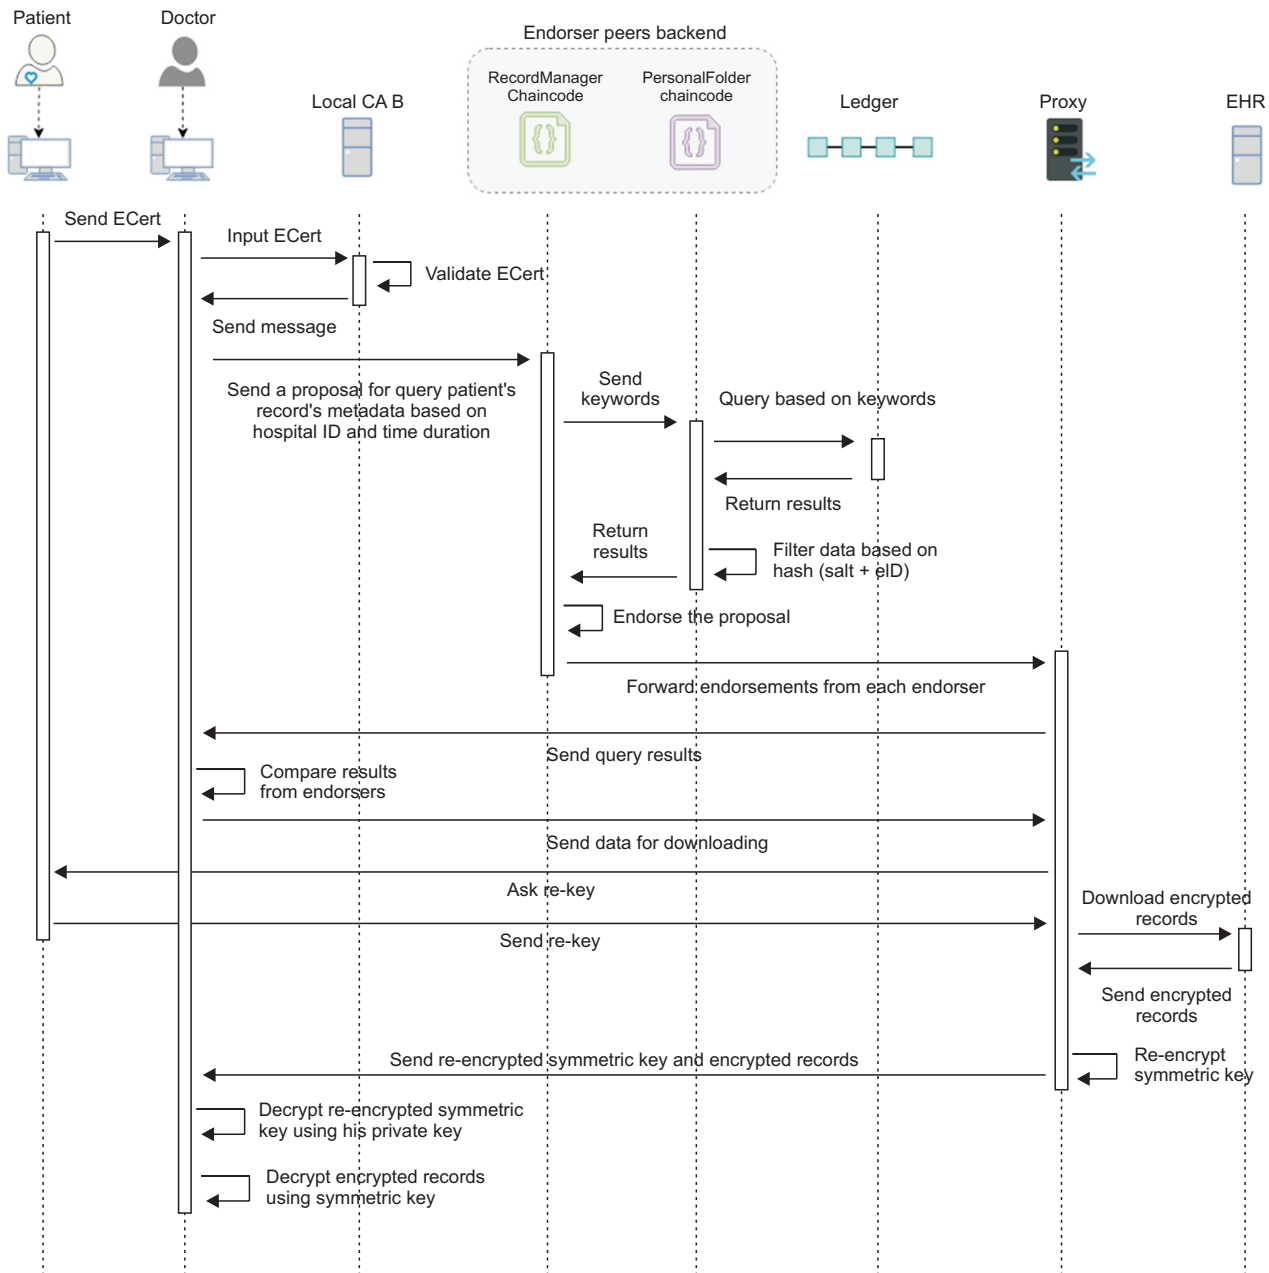 Patient
Doctor
Endorser peers backend
RecordManager
Chaincode
PersonalFolder
chaincode
Local CA B
Ledger
Proxy
EHR
Send ECert
Input ECert
Validate ECert
Send message
Send a proposal for query patient's
record's metadata based on
hospital ID and time duration
Send
keywords
Query based on keywords
Return results
Return
results
Filter data based on
hash (salt + eID)
Endorse the proposal
Forward endorsements from each endorser
Send query results
Compare results
from endorsers
Send data for downloading
Ask re-key
Download encrypted
records
Send re-key
Send encrypted
records
Send re-encrypted symmetric key and encrypted records
Re-encrypt
symmetric key
Decrypt re-encrypted symmetric
key using his private key
Decrypt encrypted records
using symmetric key